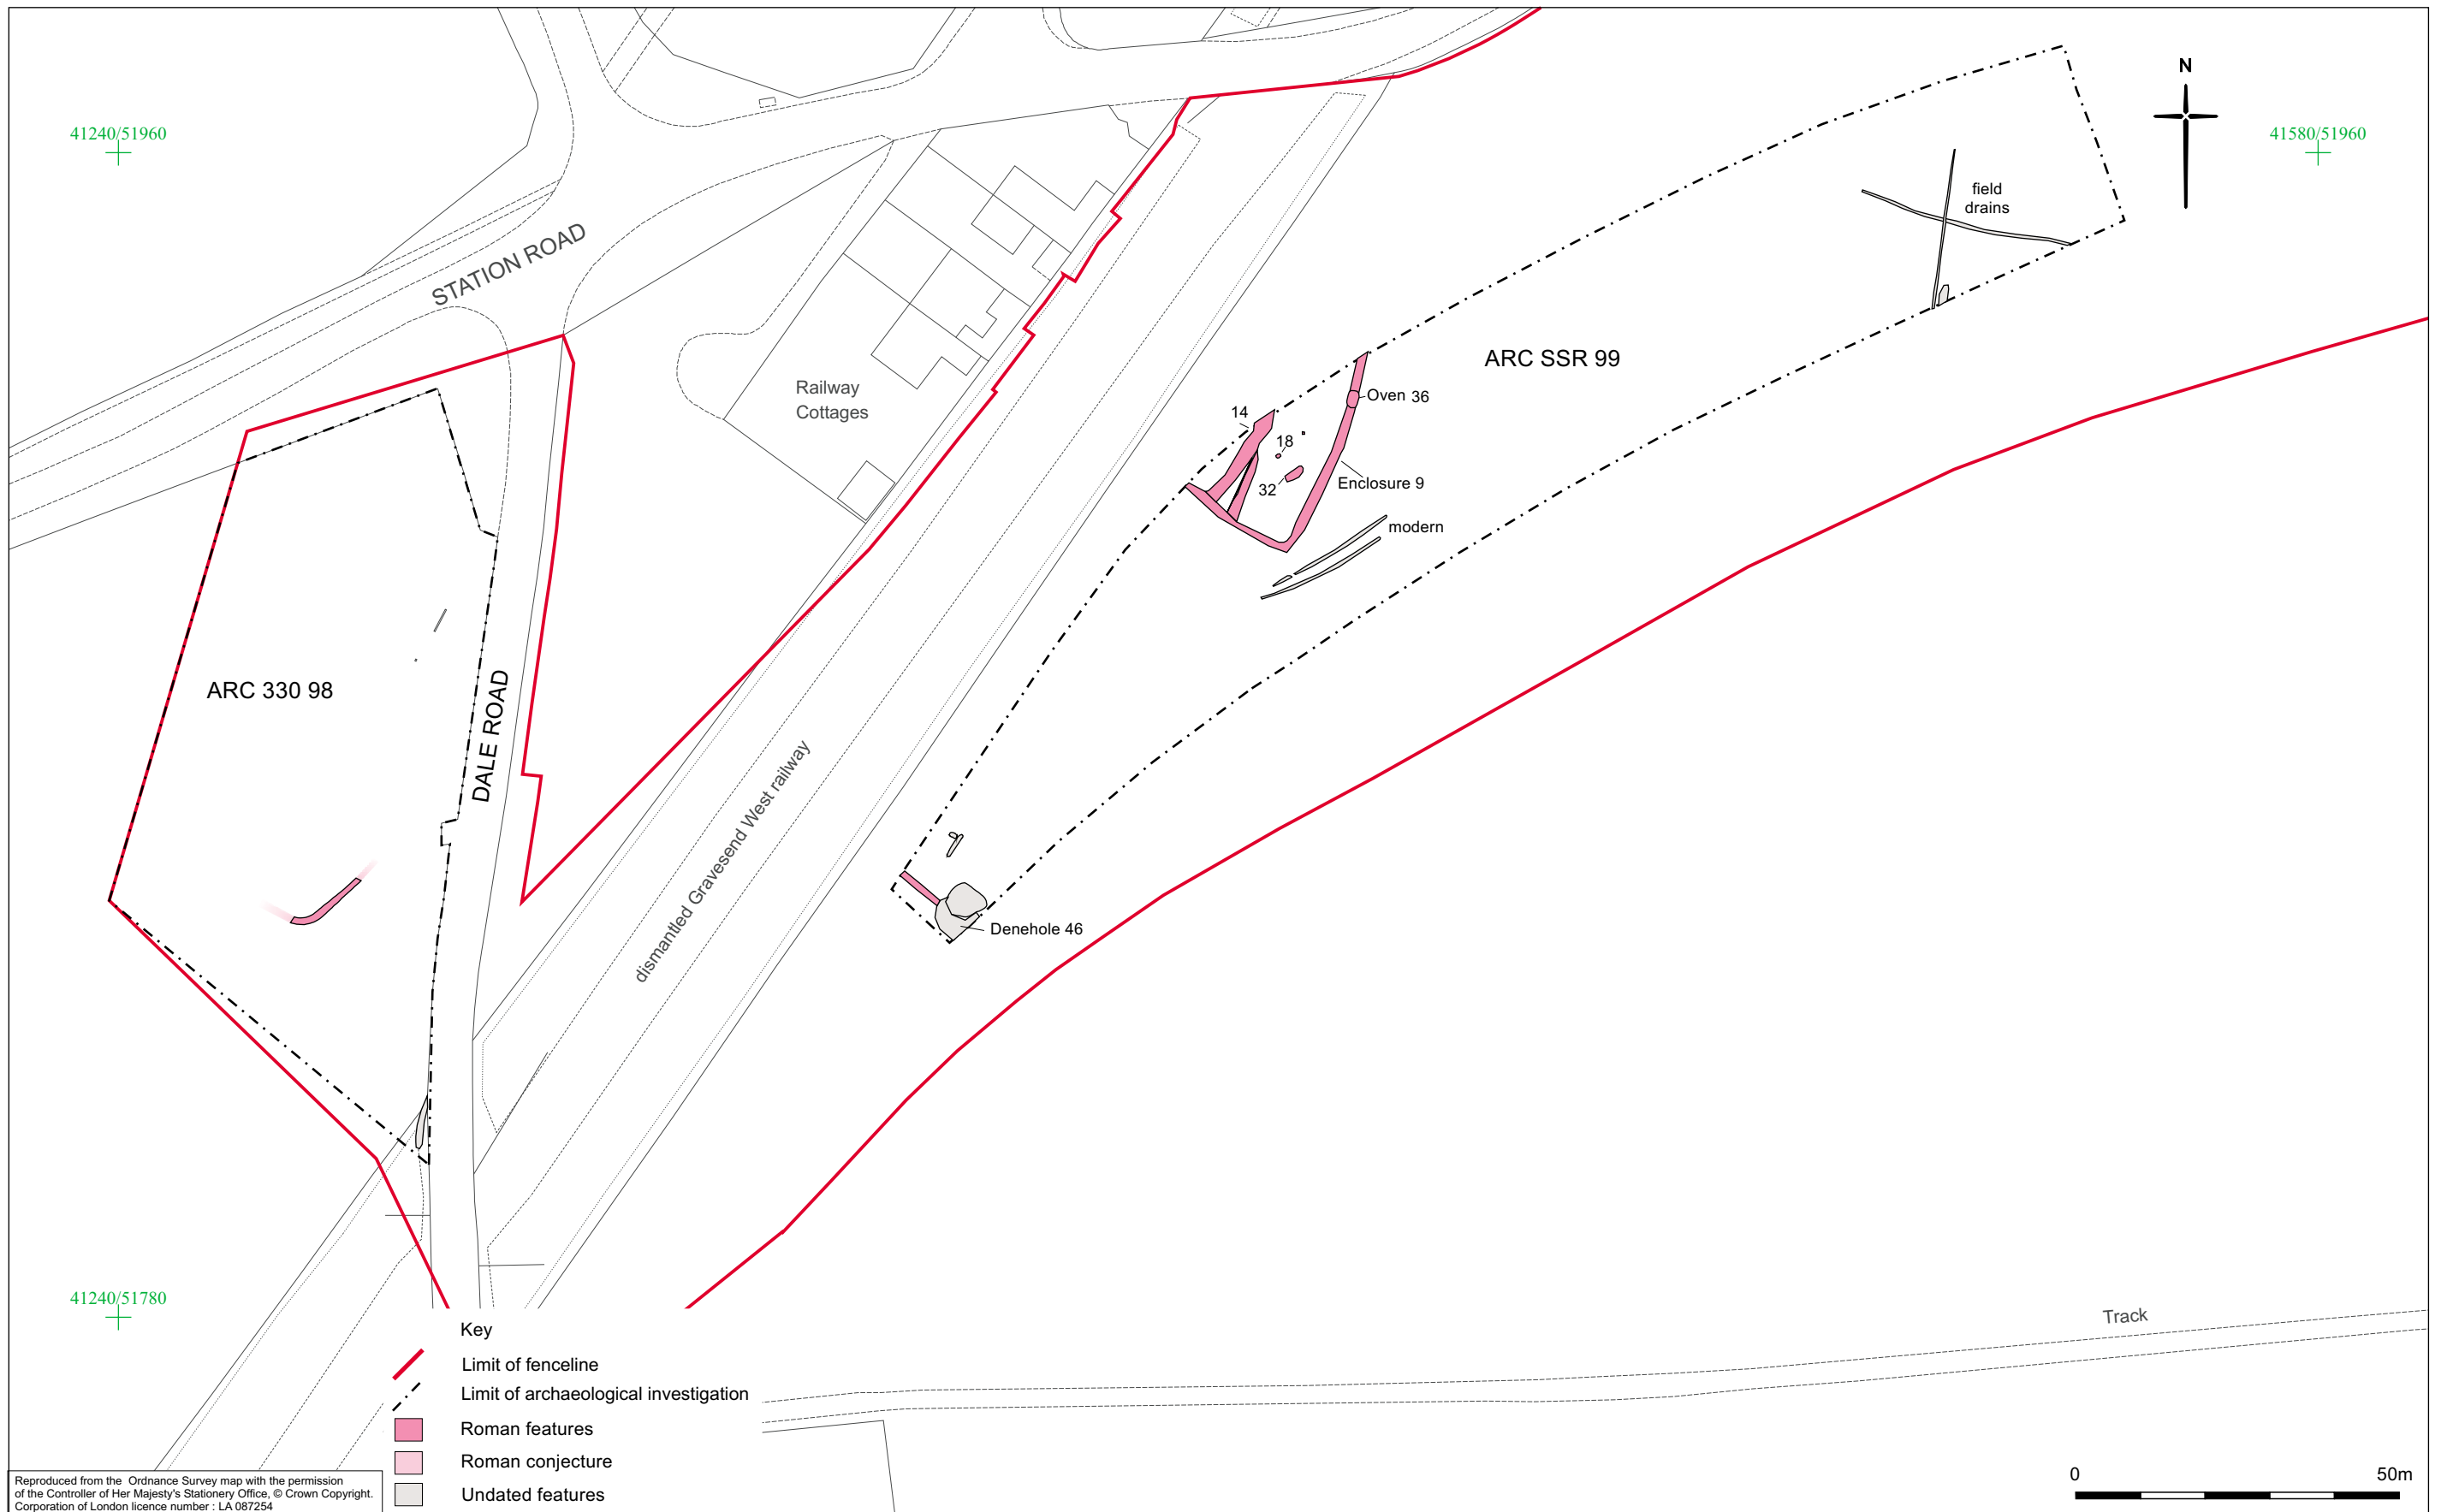 N
41240/51960
41580/51960
field
drains
STATION ROAD
ARC SSR 99
Railway
Cottages
Oven 36
14
18
32
Enclosure 9
modern
ARC 330 98
DALE ROAD
dismantled Gravesend West railway
Denehole 46
41240/51780
Track
Key
Limit of fenceline
Limit of archaeological investigation
Roman features
Roman conjecture
Undated features
0 50m
Reproduced from the Ordnance Survey map with the permission
of the Controller of Her Majesty's Stationery Office, © Crown Copyright.
Corporation of London licence number : LA 087254